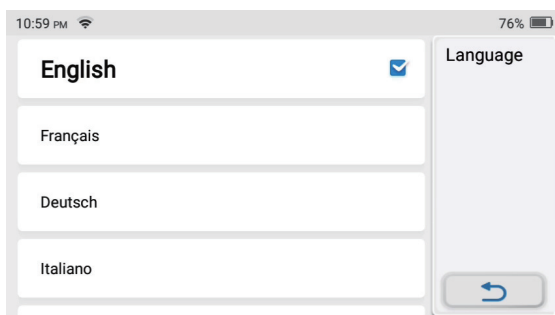 10:59 PM
76%
English
Language
Français
Deutsch
Italiano